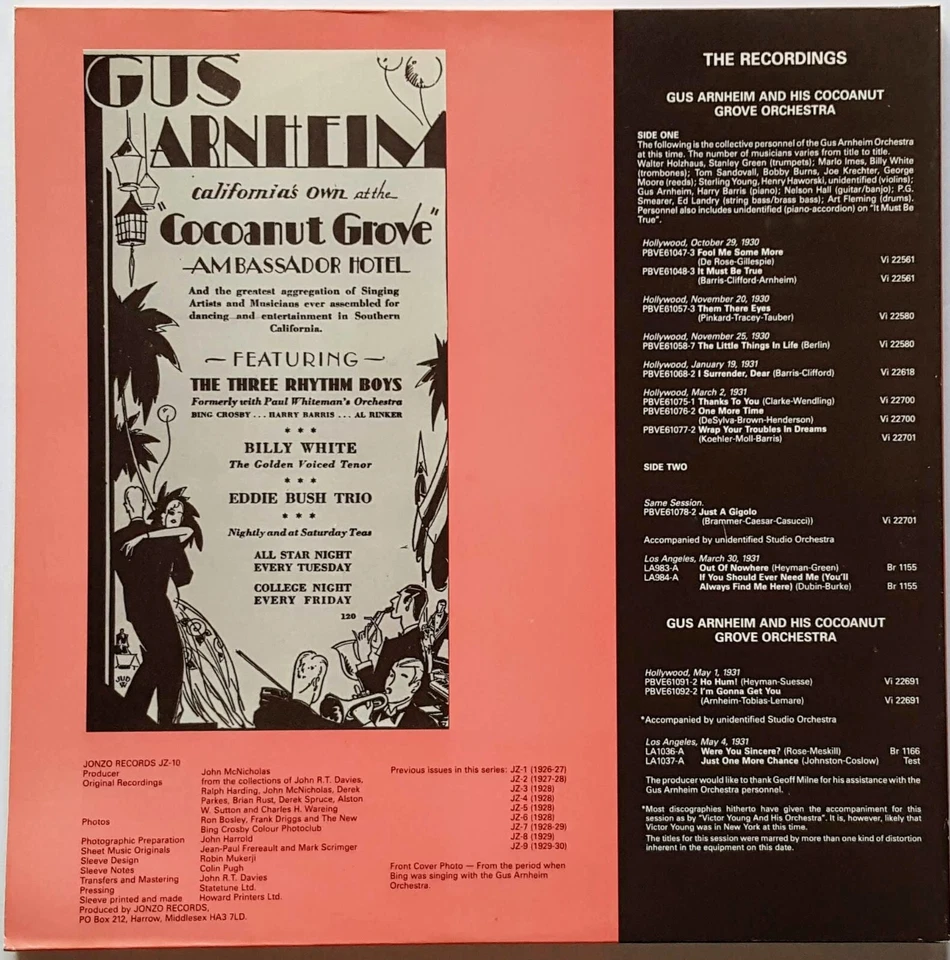 GUS
ARNHEIM
California's Own at the
"Cocoanut Grove"
AMBASSADOR HOTEL
And the greatest aggregation of Singing
Artists and Musicians ever assembled for
dancing and entertainment in Southern
California.
~ FEATURING ~
THE THREE RHYTHM BOYS
Formerly with Paul Whiteman's Orchestra
BING CROSBY . . . HARRY BARRIS . . . AL RINKER
* * *
BILLY WHITE
The Golden Voiced Tenor
* * *
EDDIE BUSH TRIO
* * *
Nightly and at Saturday Teas
ALL STAR NIGHT
EVERY TUESDAY
COLLEGE NIGHT
EVERY FRIDAY
120
JUD
W
JONZO RECORDS JZ-10
Producer John McNicholas
Original Recordings from the collections of John R.T. Davies,
Ralph Harding, John McNicholas, Derek
Parkes, Brian Rust, Derek Spruce, Alston
W. Sutton and Charles H. Wareing
Photos Ron Bosley, Frank Driggs and The New
Bing Crosby Colour Photoclub
Photographic Preparation John Harrold
Sheet Music Originals Jean-Paul Frereault and Mark Scrimger
Sleeve Design Robin Mukerji
Sleeve Notes Colin Pugh
Transfers and Mastering John R.T. Davies
Pressing Statetune Ltd.
Sleeve printed and made Howard Printers Ltd.
Produced by JONZO RECORDS,
PO Box 212, Harrow, Middlesex HA3 7LD.
Previous issues in this series: JZ-1 (1926-27)
JZ-2 (1927-28)
JZ-3 (1928)
JZ-4 (1928)
JZ-5 (1928)
JZ-6 (1928)
JZ-7 (1928-29)
JZ-8 (1929)
JZ-9 (1929-30)
Front Cover Photo — From the period when
Bing was singing with the Gus Arnheim
Orchestra.
THE RECORDINGS
GUS ARNHEIM AND HIS COCOANUT
GROVE ORCHESTRA
SIDE ONE
The following is the collective personnel of the Gus Arnheim Orchestra
at this time. The number of musicians varies from title to title.
Walter Holzhaus, Stanley Green (trumpets); Marlo Imes, Billy White
(trombones); Tom Sandovall, Bobby Burns, Joe Krechter, George
Moore (reeds); Sterling Young, Henry Haworski, unidentified (violins);
Gus Arnheim, Harry Barris (piano); Nelson Hall (guitar/banjo); P.G.
Smearer, Ed Landry (string bass/brass bass); Art Fleming (drums).
Personnel also includes unidentified (piano-accordion) on "It Must Be
True".
Hollywood, October 29, 1930
PBVE61047-3 Fool Me Some More
(De Rose-Gillespie) Vi 22561
PBVE61048-3 It Must Be True
(Barris-Clifford-Arnheim) Vi 22561
Hollywood, November 20, 1930
PBVE61057-3 Them There Eyes
(Pinkard-Tracey-Tauber) Vi 22580
Hollywood, November 25, 1930
PBVE61058-7 The Little Things In Life (Berlin) Vi 22580
Hollywood, January 19, 1931
PBVE61068-2 I Surrender, Dear (Barris-Clifford) Vi 22618
Hollywood, March 2, 1931
PBVE61075-1 Thanks To You (Clarke-Wendling) Vi 22700
PBVE61076-2 One More Time
(DeSylva-Brown-Henderson) Vi 22700
PBVE61077-2 Wrap Your Troubles In Dreams
(Koehler-Moll-Barris) Vi 22701
SIDE TWO
Same Session.
PBVE61078-2 Just A Gigolo
(Brammer-Caesar-Casucci)) Vi 22701
Accompanied by unidentified Studio Orchestra
Los Angeles, March 30, 1931
LA983-A Out Of Nowhere (Heyman-Green) Br 1155
LA984-A If You Should Ever Need Me (You'll
Always Find Me Here) (Dubin-Burke) Br 1155
GUS ARNHEIM AND HIS COCOANUT
GROVE ORCHESTRA
Hollywood, May 1, 1931
PBVE61091-2 Ho Hum! (Heyman-Suesse) Vi 22691
PBVE61092-2 I'm Gonna Get You
(Arnheim-Tobias-Lemare) Vi 22691
*Accompanied by unidentified Studio Orchestra
Los Angeles, May 4, 1931
LA1036-A Were You Sincere? (Rose-Meskill) Br 1166
LA1037-A Just One More Chance (Johnston-Coslow) Test
The producer would like to thank Geoff Milne for his assistance with the
Gus Arnheim Orchestra personnel.
*Most discographies hitherto have given the accompaniment for this
session as by "Victor Young And His Orchestra". It is, however, likely that
Victor Young was in New York at this time.
The titles for this session were marred by more than one kind of distortion
inherent in the equipment on this date.